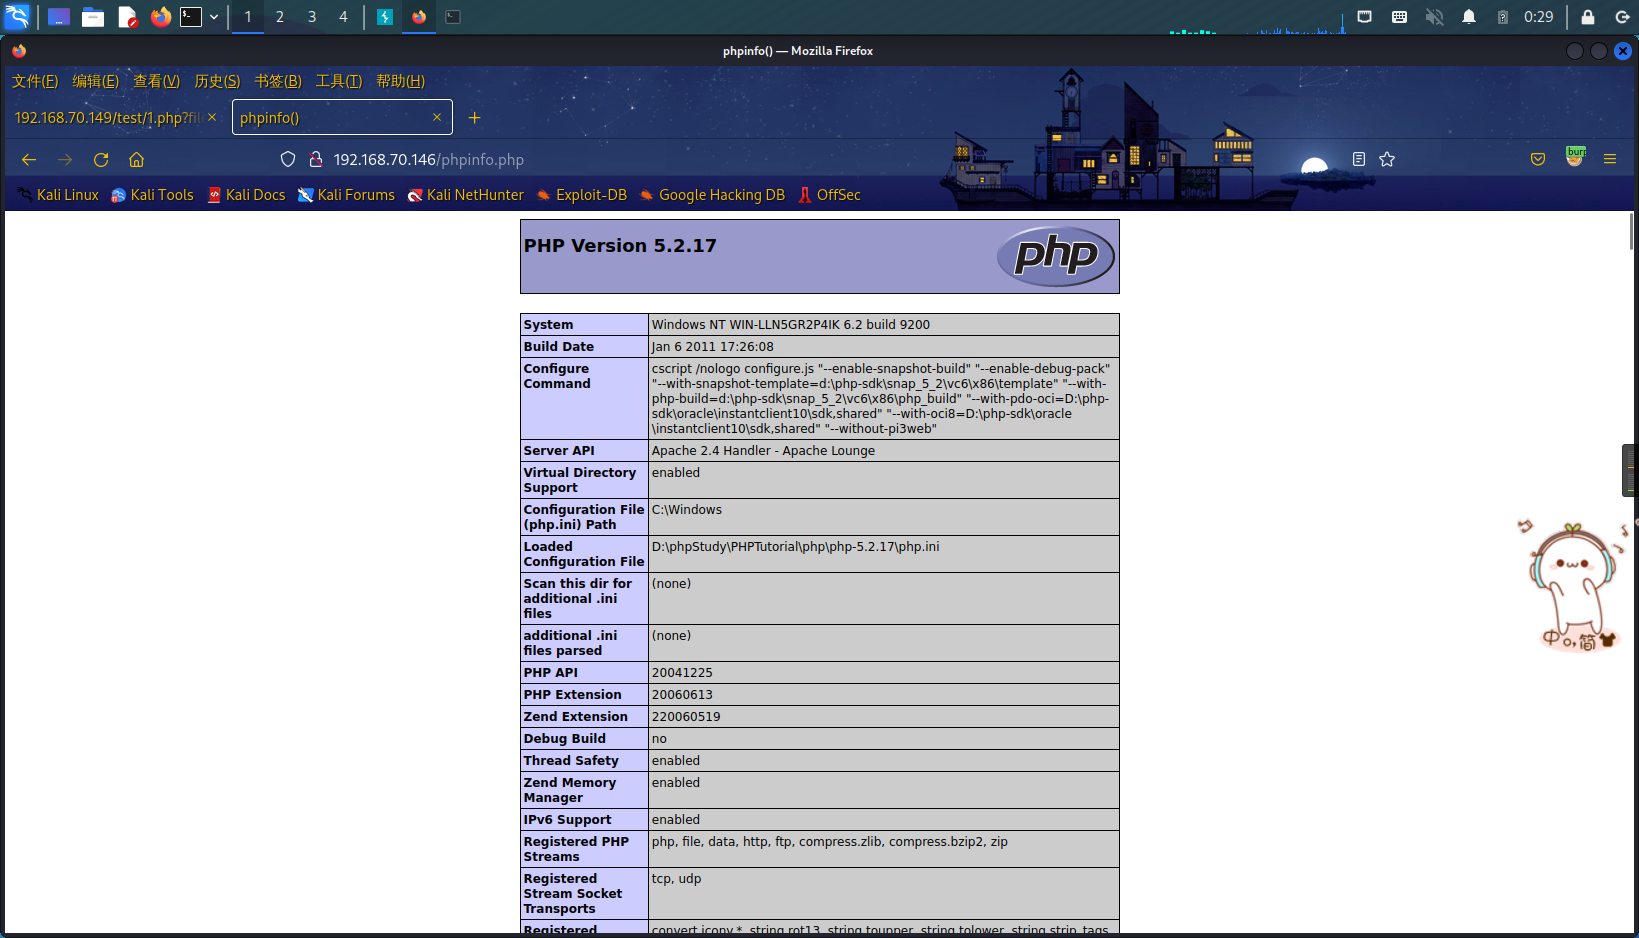 1 2 3 4 0:29
phpinfo() — Mozilla Firefox
文件(F) 编辑(E) 查看(V) 历史(S) 书签(B) 工具(T) 帮助(H)
192.168.70.149/test/1.php?fil × phpinfo() × +
192.168.70.146/phpinfo.php burp
Kali Linux Kali Tools Kali Docs Kali Forums Kali NetHunter Exploit-DB Google Hacking DB OffSec
PHP Version 5.2.17 php
System Windows NT WIN-LLN5GR2P4IK 6.2 build 9200
Build Date Jan 6 2011 17:26:08
Configure Command cscript /nologo configure.js "--enable-snapshot-build" "--enable-debug-pack"
"--with-snapshot-template=d:\php-sdk\snap_5_2\vc6\x86\template" "--with-
php-build=d:\php-sdk\snap_5_2\vc6\x86\php_build" "--with-pdo-oci=D:\php-
sdk\oracle\instantclient10\sdk,shared" "--with-oci8=D:\php-sdk\oracle
\instantclient10\sdk,shared" "--without-pi3web"
Server API Apache 2.4 Handler - Apache Lounge
Virtual Directory
Support enabled
Configuration File
(php.ini) Path C:\Windows
Loaded
Configuration File D:\phpStudy\PHPTutorial\php\php-5.2.17\php.ini
Scan this dir for
additional .ini
files (none)
additional .ini
files parsed (none)
PHP API 20041225
PHP Extension 20060613
Zend Extension 220060519
Debug Build no
Thread Safety enabled
Zend Memory
Manager enabled
IPv6 Support enabled
Registered PHP
Streams php, file, data, http, ftp, compress.zlib, compress.bzip2, zip
Registered
Stream Socket
Transports tcp, udp
Registered convert.iconv.*, string.rot13, string.toupper, string.tolower, string.strip_tags,
中 简